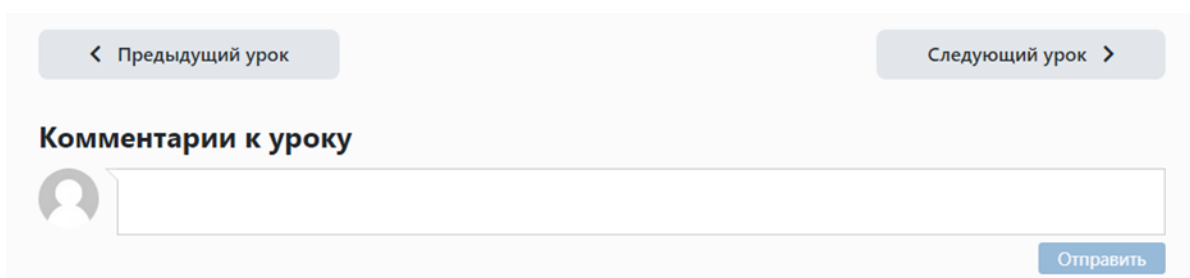 Предыдущий урок
Следующий урок
Комментарии к уроку
Отправить